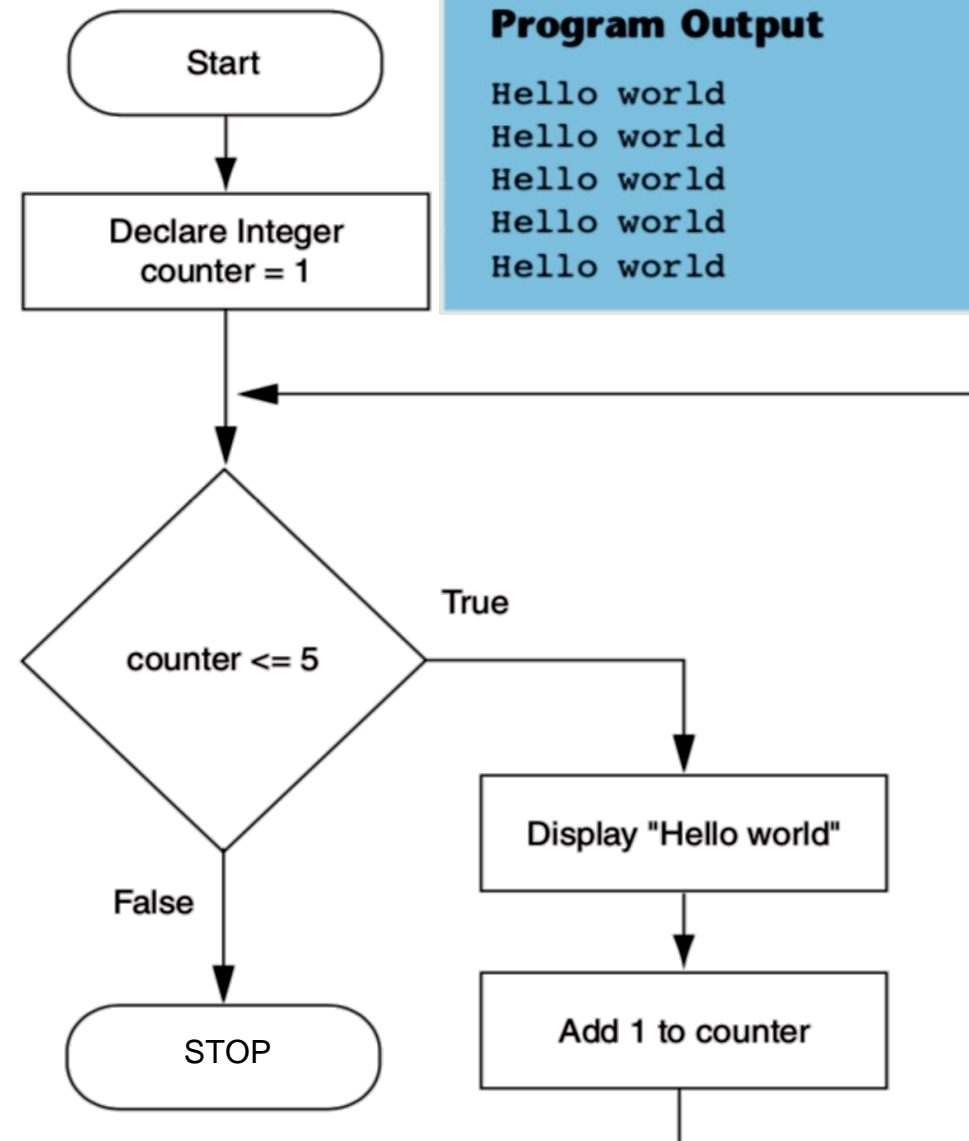 Start
Program Output
Hello world
Hello world
Hello world
Hello world
Hello world
Declare Integer
counter = 1
counter <= 5
True
Display "Hello world"
False
Add 1 to counter
STOP